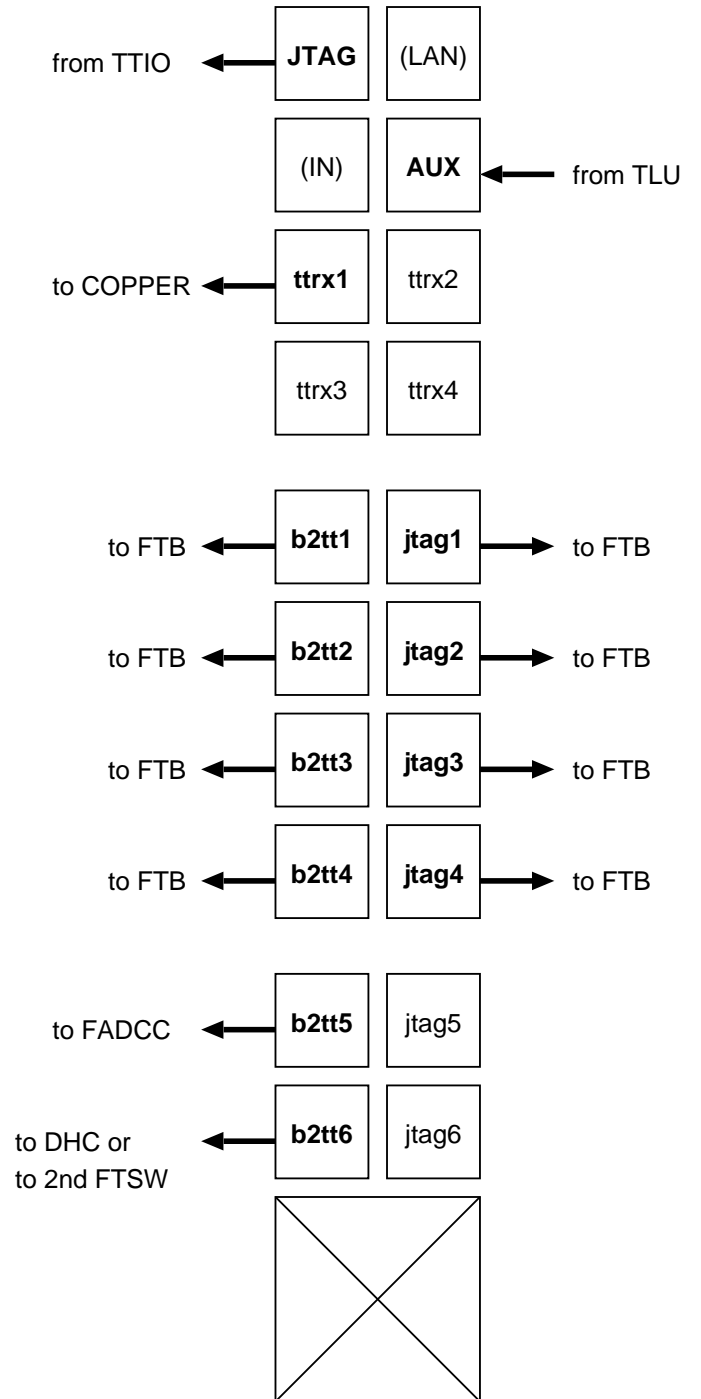 from TTIO JTAG (LAN)
(IN) AUX from TLU
to COPPER ttrx1 ttrx2
ttrx3 ttrx4
to FTB b2tt1 jtag1 to FTB
to FTB b2tt2 jtag2 to FTB
to FTB b2tt3 jtag3 to FTB
to FTB b2tt4 jtag4 to FTB
to FADCC b2tt5 jtag5
to DHC or b2tt6 jtag6
to 2nd FTSW